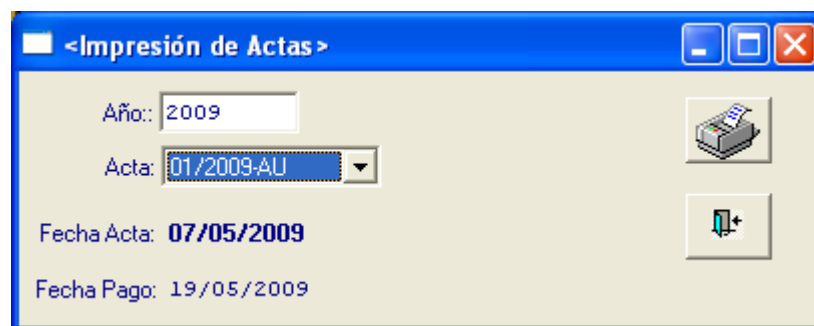 <Impresión de Actas>
Año:: 2009
Acta: 01/2009-AU
Fecha Acta: 07/05/2009
Fecha Pago: 19/05/2009